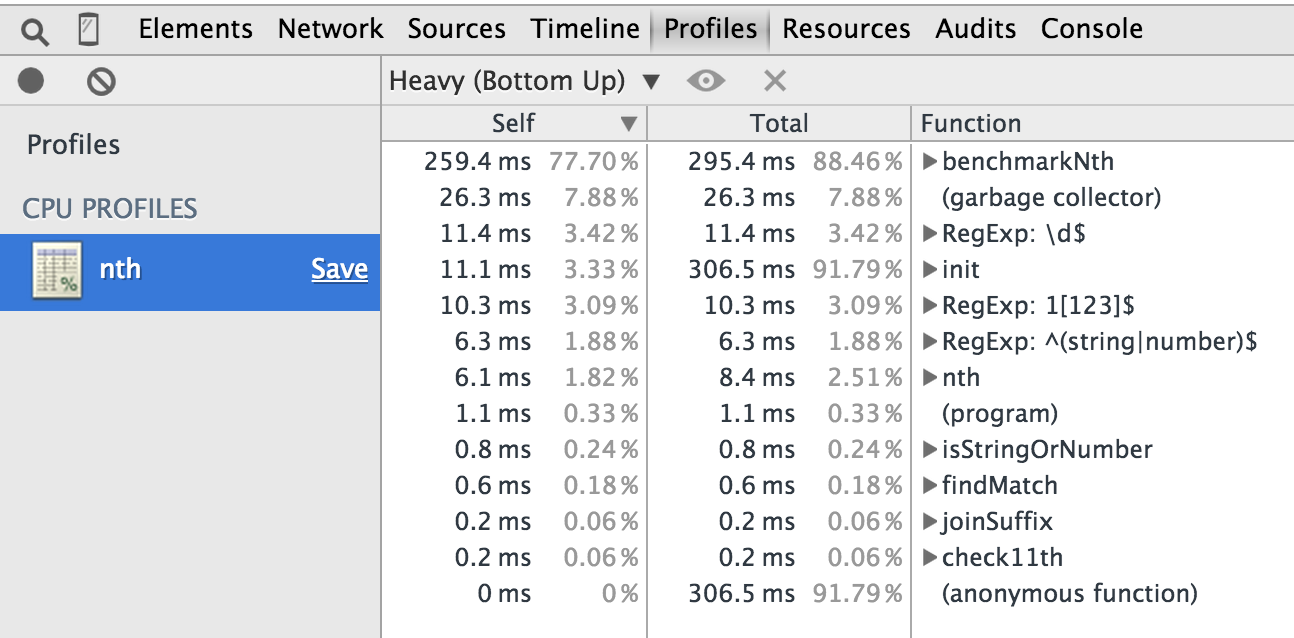 Elements Network Sources Timeline Profiles Resources Audits Console
Heavy (Bottom Up)
Profiles
CPU PROFILES
% nth Save
Self Total Function
259.4 ms 77.70% 295.4 ms 88.46% benchmarkNth
26.3 ms 7.88% 26.3 ms 7.88% (garbage collector)
11.4 ms 3.42% 11.4 ms 3.42% RegExp: \d$
11.1 ms 3.33% 306.5 ms 91.79% init
10.3 ms 3.09% 10.3 ms 3.09% RegExp: 1[123]$
6.3 ms 1.88% 6.3 ms 1.88% RegExp: ^(string|number)$
6.1 ms 1.82% 8.4 ms 2.51% nth
1.1 ms 0.33% 1.1 ms 0.33% (program)
0.8 ms 0.24% 0.8 ms 0.24% isStringOrNumber
0.6 ms 0.18% 0.6 ms 0.18% findMatch
0.2 ms 0.06% 0.2 ms 0.06% joinSuffix
0.2 ms 0.06% 0.2 ms 0.06% check11th
0 ms 0% 306.5 ms 91.79% (anonymous function)